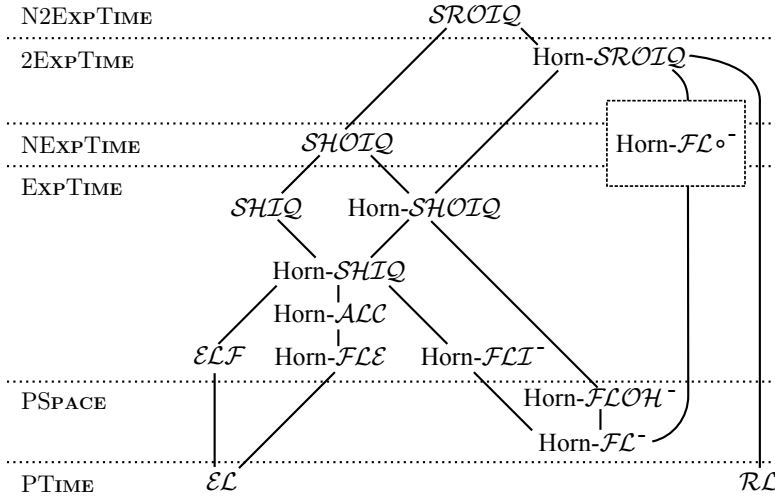 N2EXPTIME SROIQ
2EXPTIME Horn-SROIQ
NEXPTIME SHOIQ Horn-FL∘⁻
EXPTIME
SHIQ Horn-SHOIQ
Horn-SHIQ
Horn-ALC
ELF Horn-FLE Horn-FLI⁻
PSPACE Horn-FLOH⁻
Horn-FL⁻
PTIME EL RL